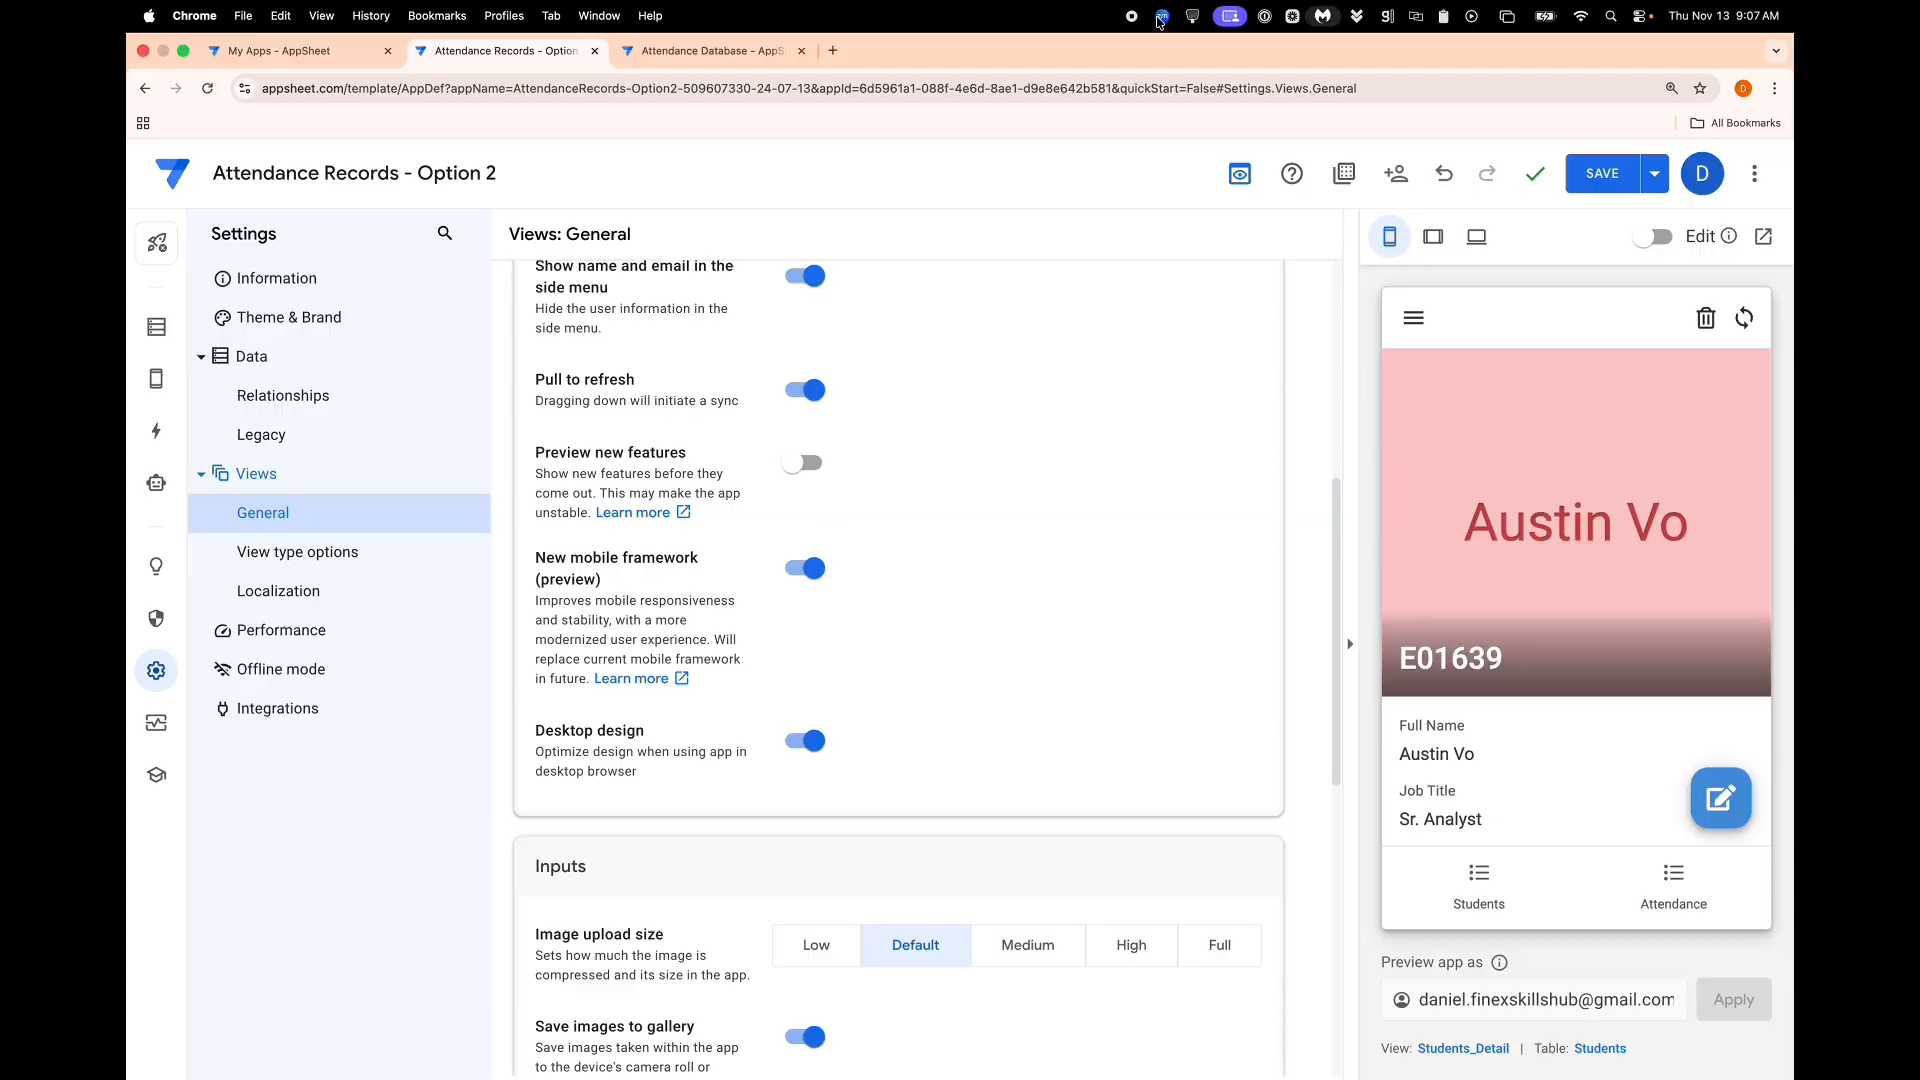 Chrome File Edit View History Bookmarks Profiles Tab Window Help Thu Nov 13 9:07 AM
My Apps - AppSheet
Attendance Records - Option
Attendance Database - AppS
appsheet.com/template/AppDef?appName=AttendanceRecords-Option2-509607330-24-07-13&appId=6d5961a1-088f-4e6d-8ae1-d9e8e642b581&quickStart=False#Settings.Views.General
D
All Bookmarks
Attendance Records - Option 2
SAVE
D
Settings
Information
Theme & Brand
Data
Relationships
Legacy
Views
General
View type options
Localization
Performance
Offline mode
Integrations
Views: General
Show name and email in the
side menu
Hide the user information in the
side menu.
Pull to refresh
Dragging down will initiate a sync
Preview new features
Show new features before they
come out. This may make the app
unstable. Learn more
New mobile framework
(preview)
Improves mobile responsiveness
and stability, with a more
modernized user experience. Will
replace current mobile framework
in future. Learn more
Desktop design
Optimize design when using app in
desktop browser
Inputs
Image upload size
Sets how much the image is
compressed and its size in the app.
Low Default Medium High Full
Save images to gallery
Save images taken within the app
to the device's camera roll or
Edit
Austin Vo
E01639
Full Name
Austin Vo
Job Title
Sr. Analyst
Students
Attendance
Preview app as
daniel.finexskillshub@gmail.com
Apply
View: Students_Detail | Table: Students